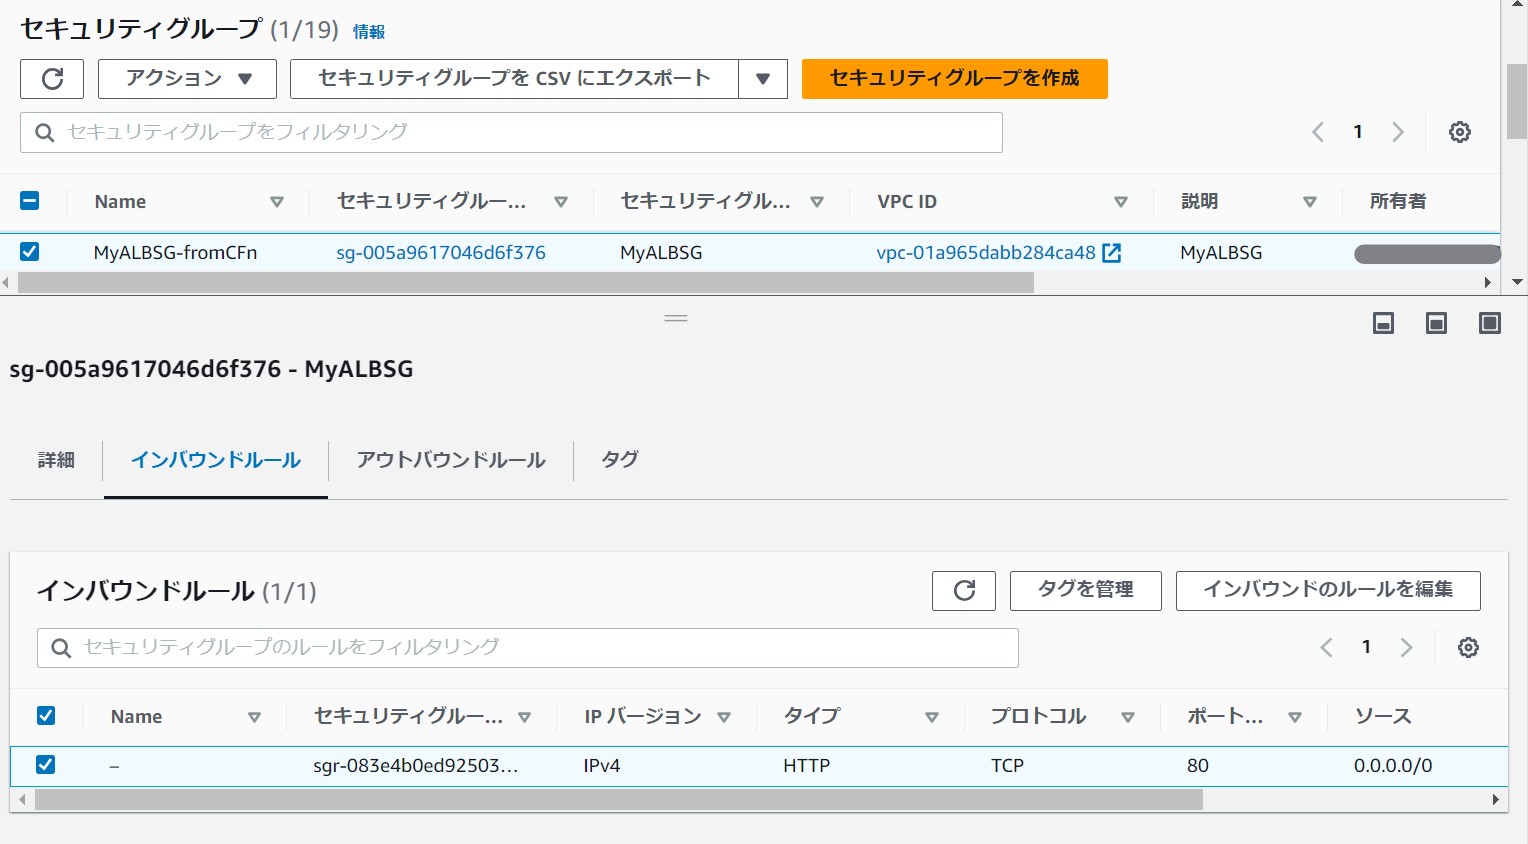 セキュリティグループ (1/19) 情報
アクション セキュリティグループを CSV にエクスポート セキュリティグループを作成
セキュリティグループをフィルタリング 1
Name セキュリティグルー... セキュリティグル... VPC ID 説明 所有者
MyALBSG-fromCFn sg-005a9617046d6f376 MyALBSG vpc-01a965dabb284ca48 MyALBSG
sg-005a9617046d6f376 - MyALBSG
詳細 インバウンドルール アウトバウンドルール タグ
インバウンドルール (1/1) タグを管理 インバウンドのルールを編集
セキュリティグループのルールをフィルタリング 1
Name セキュリティグルー... IP バージョン タイプ プロトコル ポート... ソース
– sgr-083e4b0ed92503... IPv4 HTTP TCP 80 0.0.0.0/0